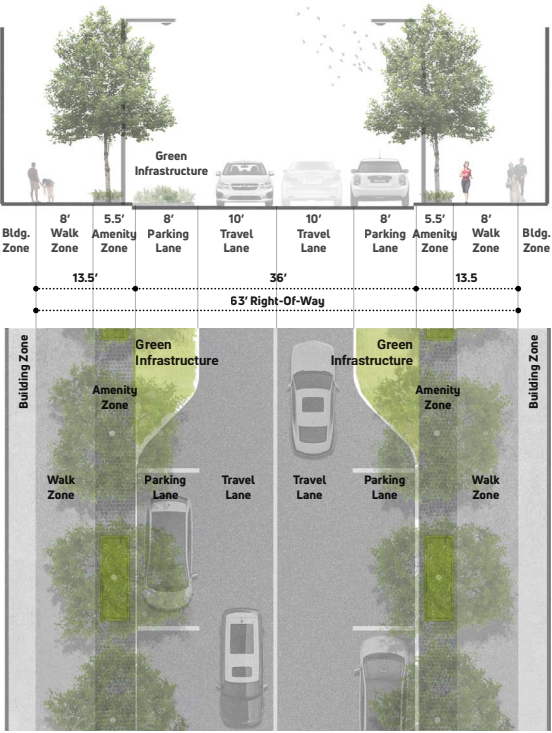 Green
Infrastructure
Bldg.
Zone
8′
Walk
Zone
5.5′
Amenity
Zone
8′
Parking
Lane
10′
Travel
Lane
10′
Travel
Lane
8′
Parking
Lane
5.5′
Amenity
Zone
8′
Walk
Zone
Bldg.
Zone
13.5′
36′
13.5
63′ Right-Of-Way
Building Zone
Green
Infrastructure
Green
Infrastructure
Building Zone
Amenity
Zone
Amenity
Zone
Walk
Zone
Parking
Lane
Travel
Lane
Travel
Lane
Parking
Lane
Walk
Zone